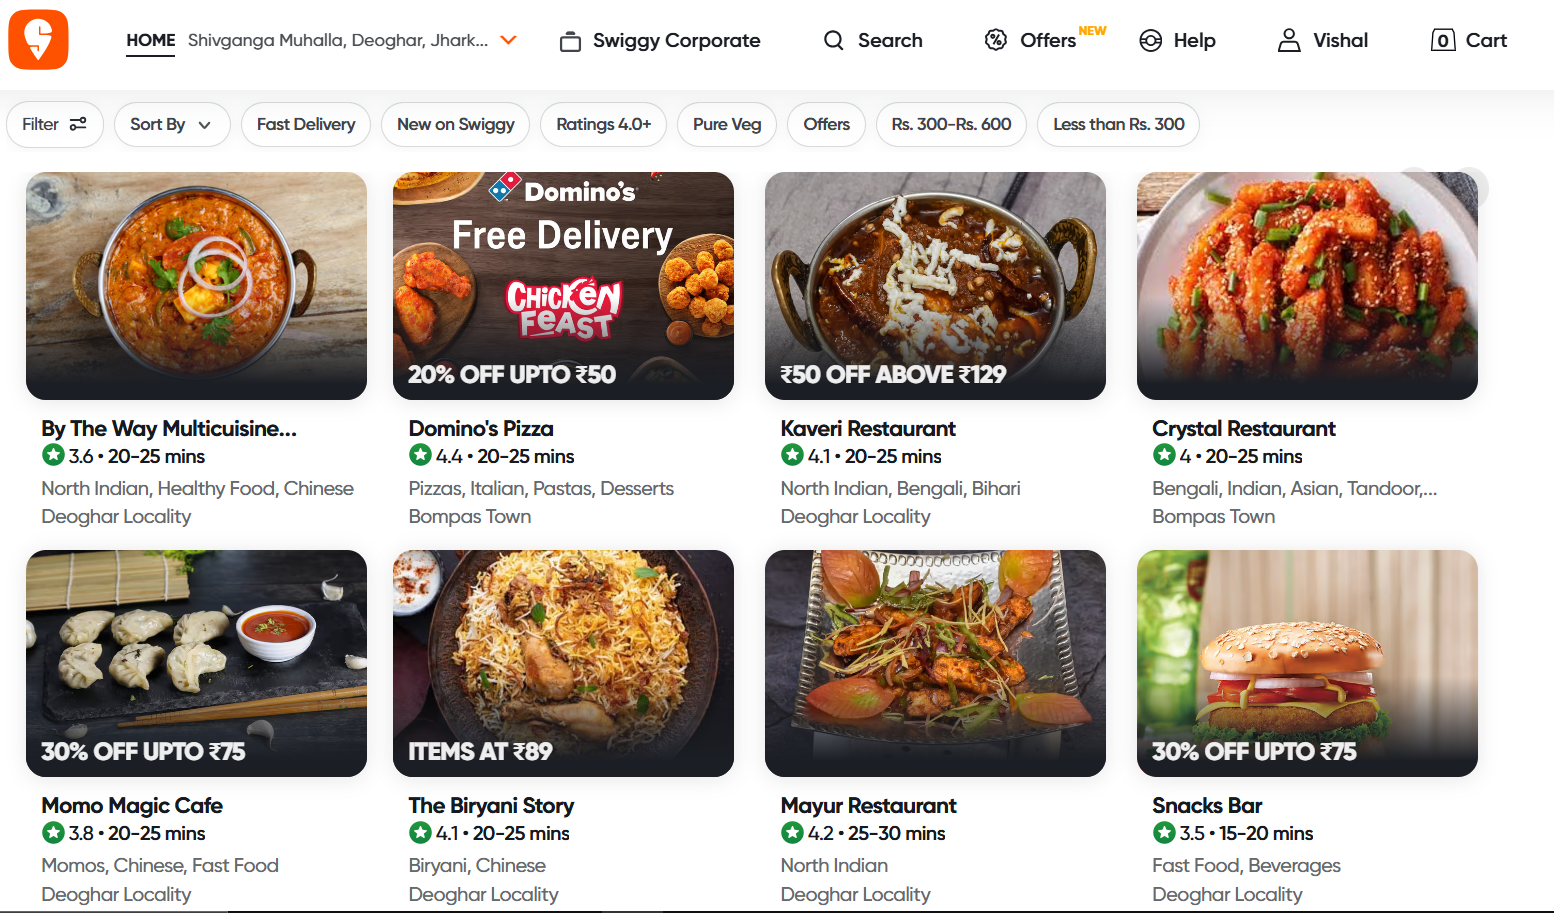 HOME Shivganga Muhalla, Deoghar, Jhark... Swiggy Corporate Search Offers NEW Help Vishal 0 Cart
Filter Sort By Fast Delivery New on Swiggy Ratings 4.0+ Pure Veg Offers Rs. 300-Rs. 600 Less than Rs. 300
Domino's
Free Delivery
CHICKEN
FEAST
20% OFF UPTO ₹50
₹50 OFF ABOVE ₹129
By The Way Multicuisine...
3.6 • 20-25 mins
North Indian, Healthy Food, Chinese
Deoghar Locality
Domino's Pizza
4.4 • 20-25 mins
Pizzas, Italian, Pastas, Desserts
Bompas Town
Kaveri Restaurant
4.1 • 20-25 mins
North Indian, Bengali, Bihari
Deoghar Locality
Crystal Restaurant
4 • 20-25 mins
Bengali, Indian, Asian, Tandoor,...
Bompas Town
30% OFF UPTO ₹75
ITEMS AT ₹89
30% OFF UPTO ₹75
Momo Magic Cafe
3.8 • 20-25 mins
Momos, Chinese, Fast Food
Deoghar Locality
The Biryani Story
4.1 • 20-25 mins
Biryani, Chinese
Deoghar Locality
Mayur Restaurant
4.2 • 25-30 mins
North Indian
Deoghar Locality
Snacks Bar
3.5 • 15-20 mins
Fast Food, Beverages
Deoghar Locality